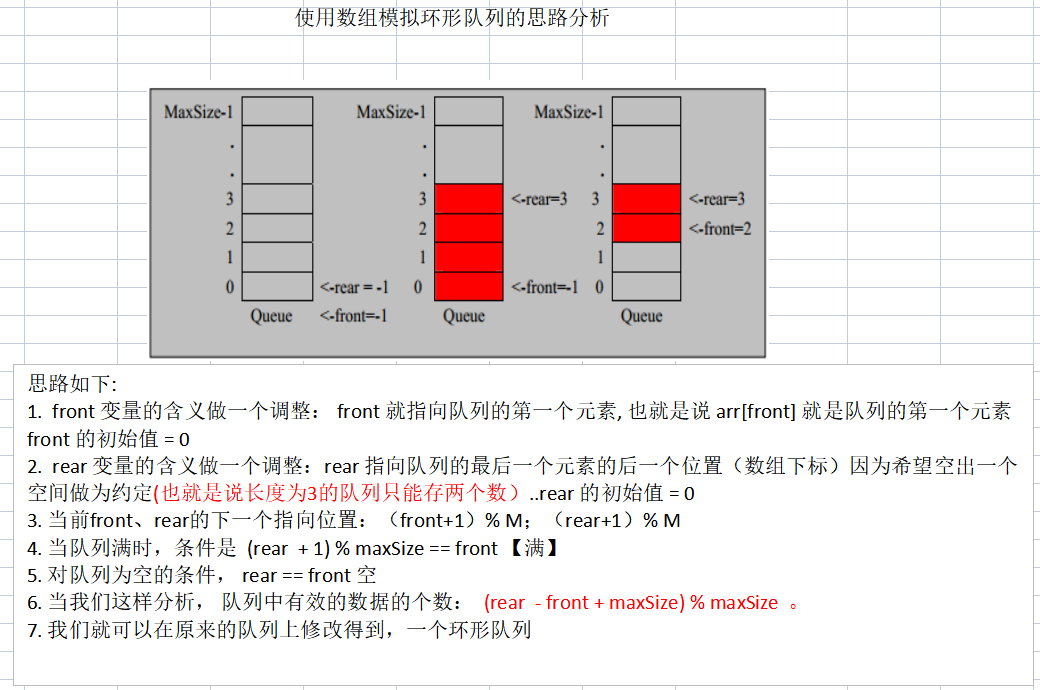 使用数组模拟环形队列的思路分析
MaxSize-1 MaxSize-1 MaxSize-1
. . .
. . .
3 3 <-rear=3 3 <-rear=3
2 2 2 <-front=2
1 1 1
0 <-rear = -1 0 <-front=-1 0
Queue <-front=-1 Queue Queue
思路如下:
1. front 变量的含义做一个调整： front 就指向队列的第一个元素, 也就是说 arr[front] 就是队列的第一个元素
front 的初始值 = 0
2. rear 变量的含义做一个调整：rear 指向队列的最后一个元素的后一个位置（数组下标）因为希望空出一个
空间做为约定(也就是说长度为3的队列只能存两个数）..rear 的初始值 = 0
3. 当前front、rear的下一个指向位置：（front+1）% M；（rear+1）% M
4. 当队列满时，条件是 (rear + 1) % maxSize == front 【满】
5. 对队列为空的条件， rear == front 空
6. 当我们这样分析， 队列中有效的数据的个数： (rear - front + maxSize) % maxSize 。
7. 我们就可以在原来的队列上修改得到，一个环形队列